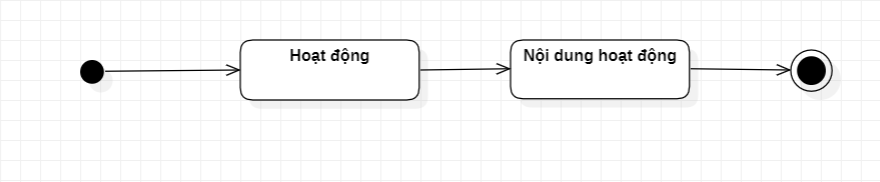 Hoạt động
Nội dung hoạt động